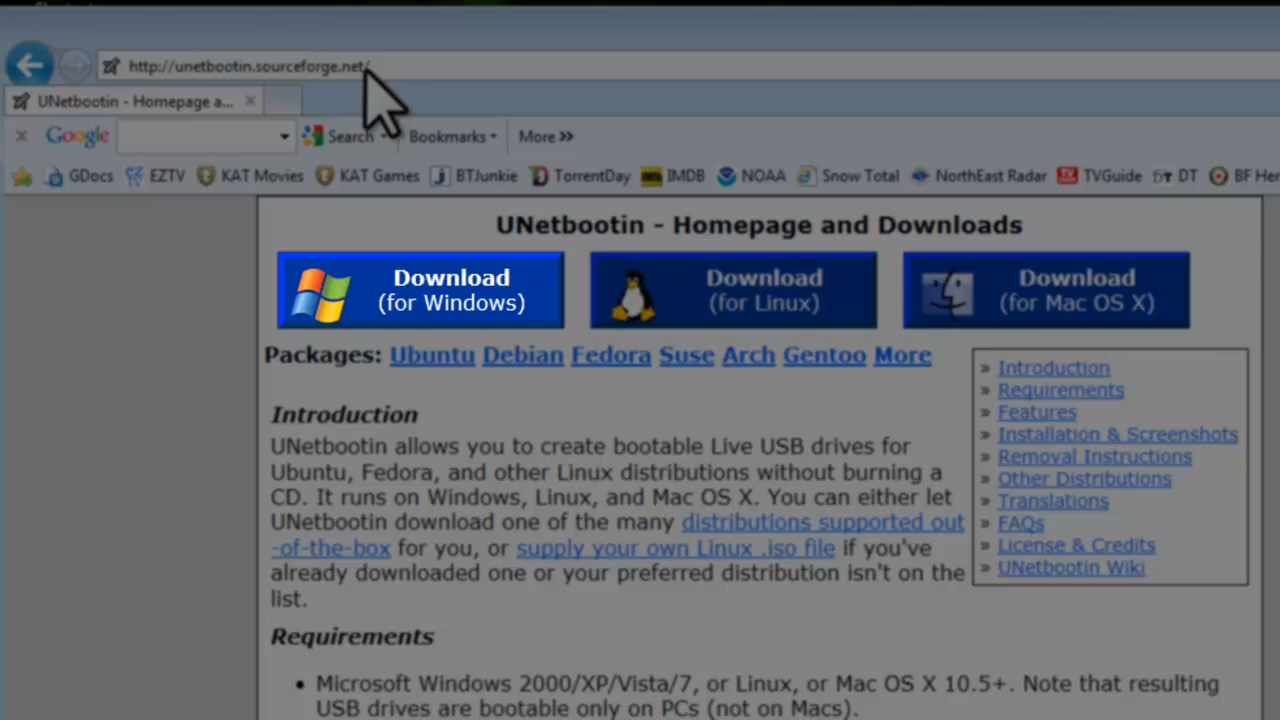 http://unetbootin.sourceforge.net/
UNetbootin - Homepage a...
Google Search Bookmarks More »
GDocs EZTV KAT Movies KAT Games BTJunkie TorrentDay IMDB NOAA Snow Total NorthEast Radar TVGuide DT BF Her
UNetbootin - Homepage and Downloads
Download
(for Windows)
Download
(for Linux)
Download
(for Mac OS X)
Packages: Ubuntu Debian Fedora Suse Arch Gentoo More
» Introduction
» Requirements
» Features
» Installation & Screenshots
» Removal Instructions
» Other Distributions
» Translations
» FAQs
» License & Credits
» UNetbootin Wiki
Introduction
UNetbootin allows you to create bootable Live USB drives for
Ubuntu, Fedora, and other Linux distributions without burning a
CD. It runs on Windows, Linux, and Mac OS X. You can either let
UNetbootin download one of the many distributions supported out
-of-the-box for you, or supply your own Linux .iso file if you've
already downloaded one or your preferred distribution isn't on the
list.
Requirements
• Microsoft Windows 2000/XP/Vista/7, or Linux, or Mac OS X 10.5+. Note that resulting
USB drives are bootable only on PCs (not on Macs).